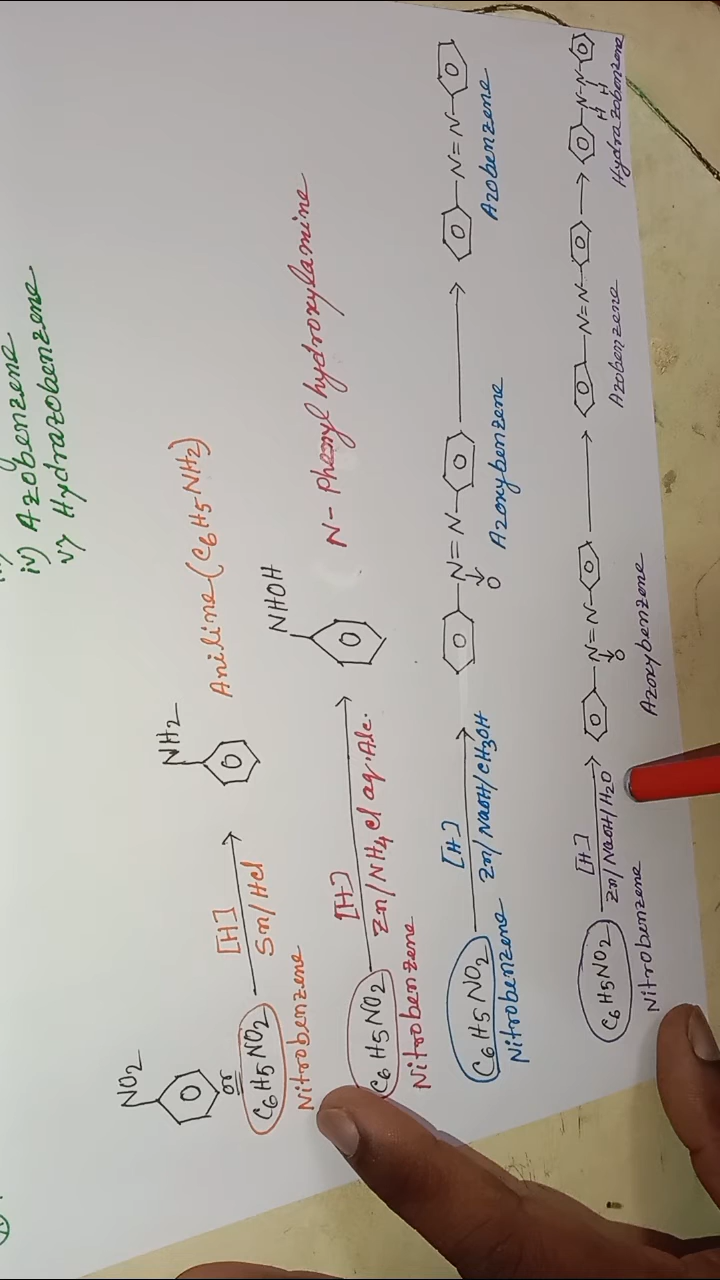 iv) Azobenzene
v) Hydrazobenzene
NO2
or
C6H5NO2
Nitrobenzene
[H]
Sn/Hcl
NH2
Aniline (C6H5-NH2)
C6H5NO2
Nitrobenzene
[H]
Zn/NH4Cl aq.Alc.
NHOH
N-Phenyl hydroxylamine
C6H5NO2
Nitrobenzene
[H]
Zn/NaOH/CH3OH
N=N
O
Azoxybenzene
N=N
Azobenzene
C6H5NO2
Nitrobenzene
[H]
Zn/NaOH/H2O
N=N
O
Azoxybenzene
N=N
Azobenzene
N-N
H H
Hydrazobenzene